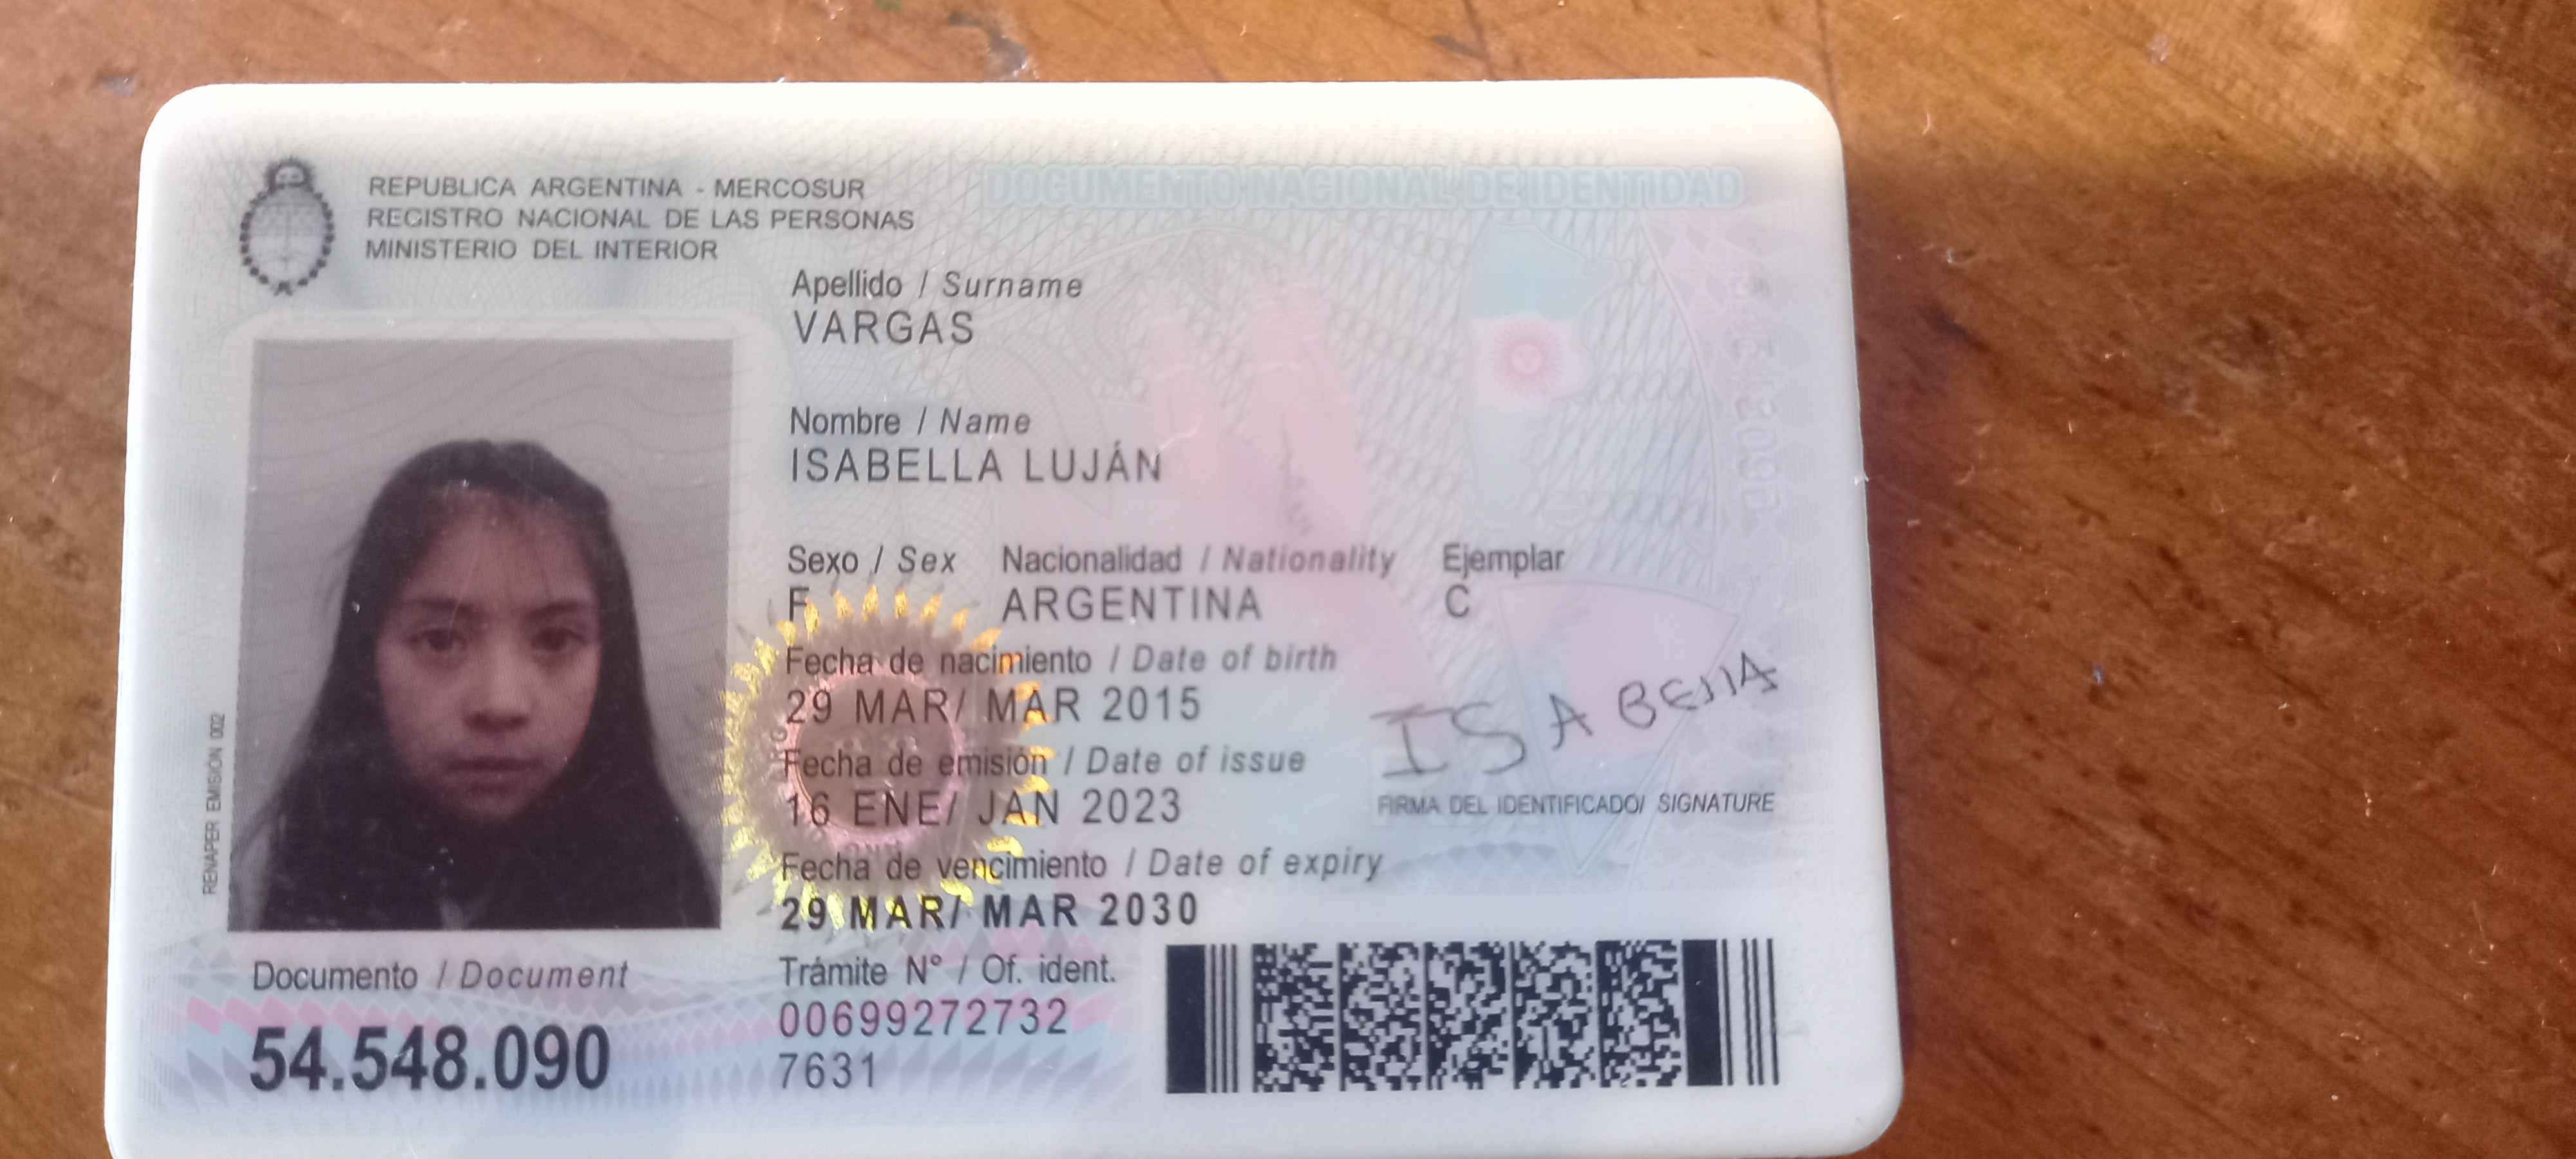 REPUBLICA ARGENTINA - MERCOSUR
REGISTRO NACIONAL DE LAS PERSONAS
MINISTERIO DEL INTERIOR
DOCUMENTO NACIONAL DE IDENTIDAD
RENAPER EMISION 002
Apellido / Surname
VARGAS
Nombre / Name
ISABELLA LUJÁN
Sexo / Sex Nacionalidad / Nationality Ejemplar
F ARGENTINA C
Fecha de nacimiento / Date of birth
29 MAR/ MAR 2015
Fecha de emisión / Date of issue
16 ENE/ JAN 2023
Fecha de vencimiento / Date of expiry
29 MAR/ MAR 2030
ISABEllA
FIRMA DEL IDENTIFICADO/ SIGNATURE
Documento / Document
54.548.090
Trámite N° / Of. ident.
00699272732
7631